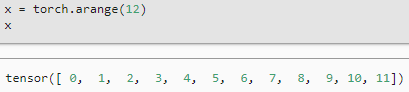 x = torch.arange(12)
x
tensor([ 0,  1,  2,  3,  4,  5,  6,  7,  8,  9, 10, 11])